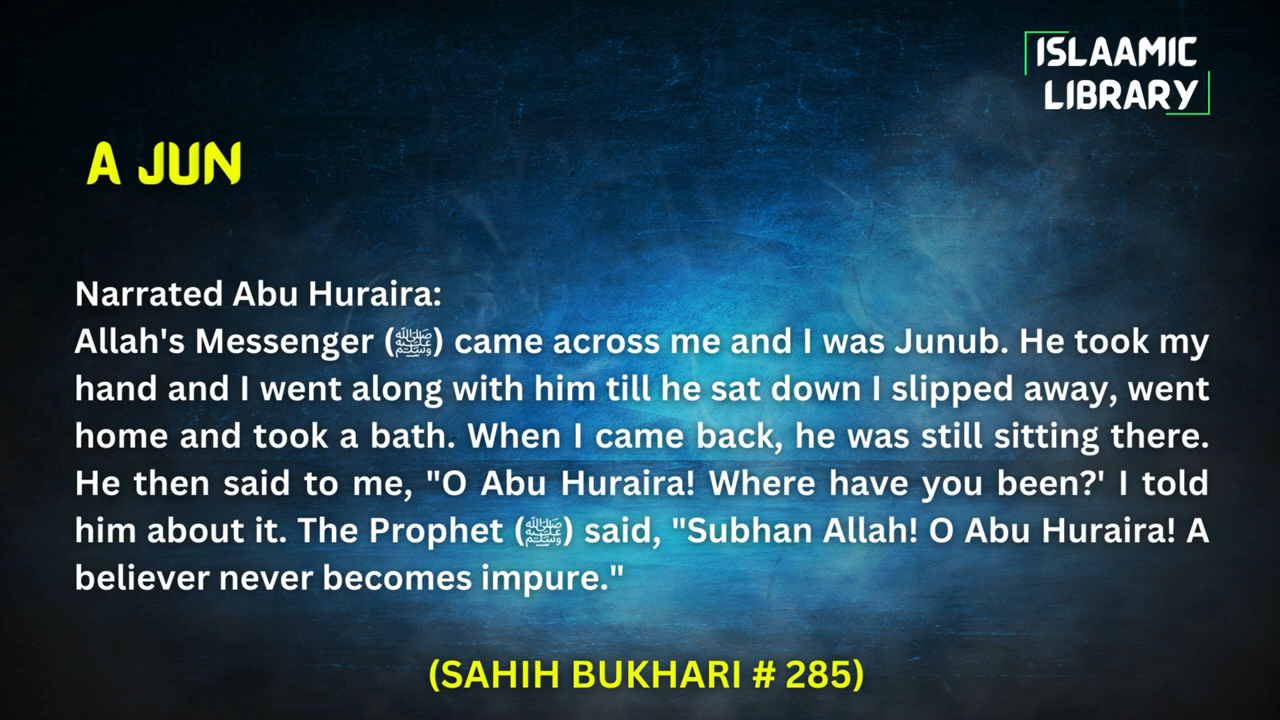 ISLAAMIC
LIBRARY
A JUN
Narrated Abu Huraira:
Allah's Messenger (ﷺ) came across me and I was Junub. He took my
hand and I went along with him till he sat down I slipped away, went
home and took a bath. When I came back, he was still sitting there.
He then said to me, "O Abu Huraira! Where have you been?' I told
him about it. The Prophet (ﷺ) said, "Subhan Allah! O Abu Huraira! A
believer never becomes impure."
(SAHIH BUKHARI # 285)